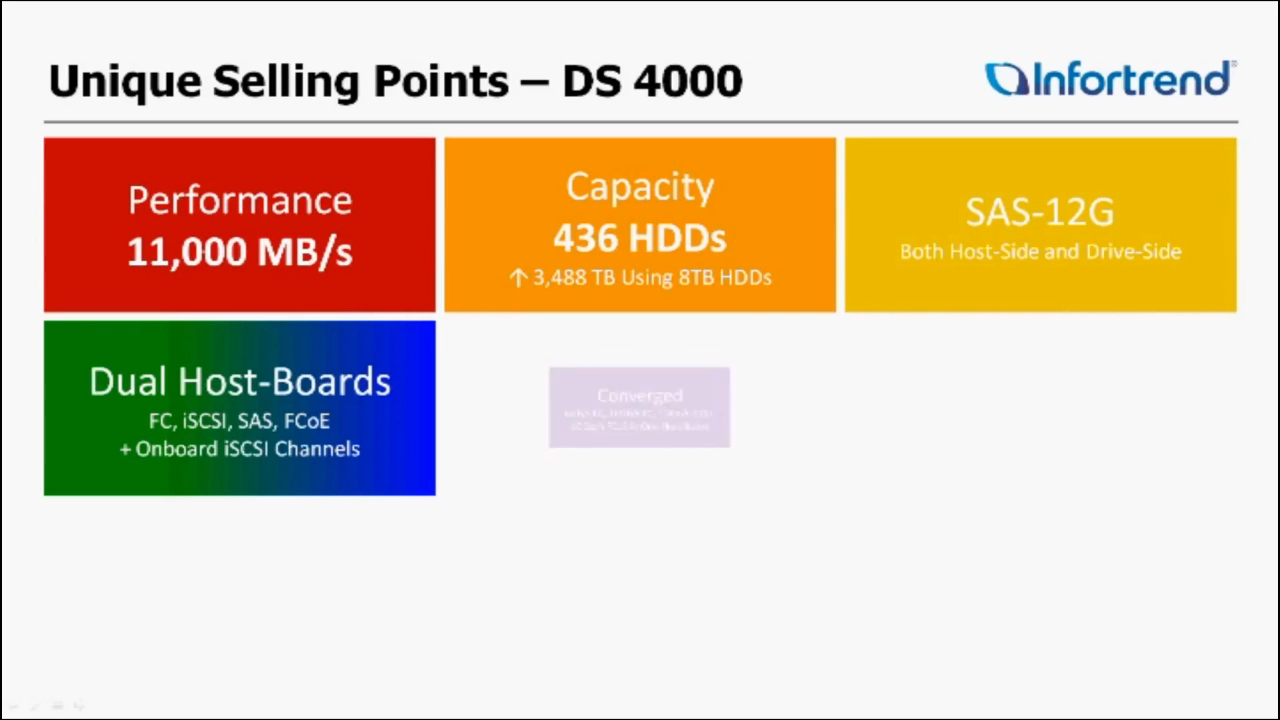 Unique Selling Points – DS 4000
Infortrend
Performance
11,000 MB/s
Capacity
436 HDDs
↑ 3,488 TB Using 8TB HDDs
SAS-12G
Both Host-Side and Drive-Side
Dual Host-Boards
FC, iSCSI, SAS, FCoE
+ Onboard iSCSI Channels
Converged